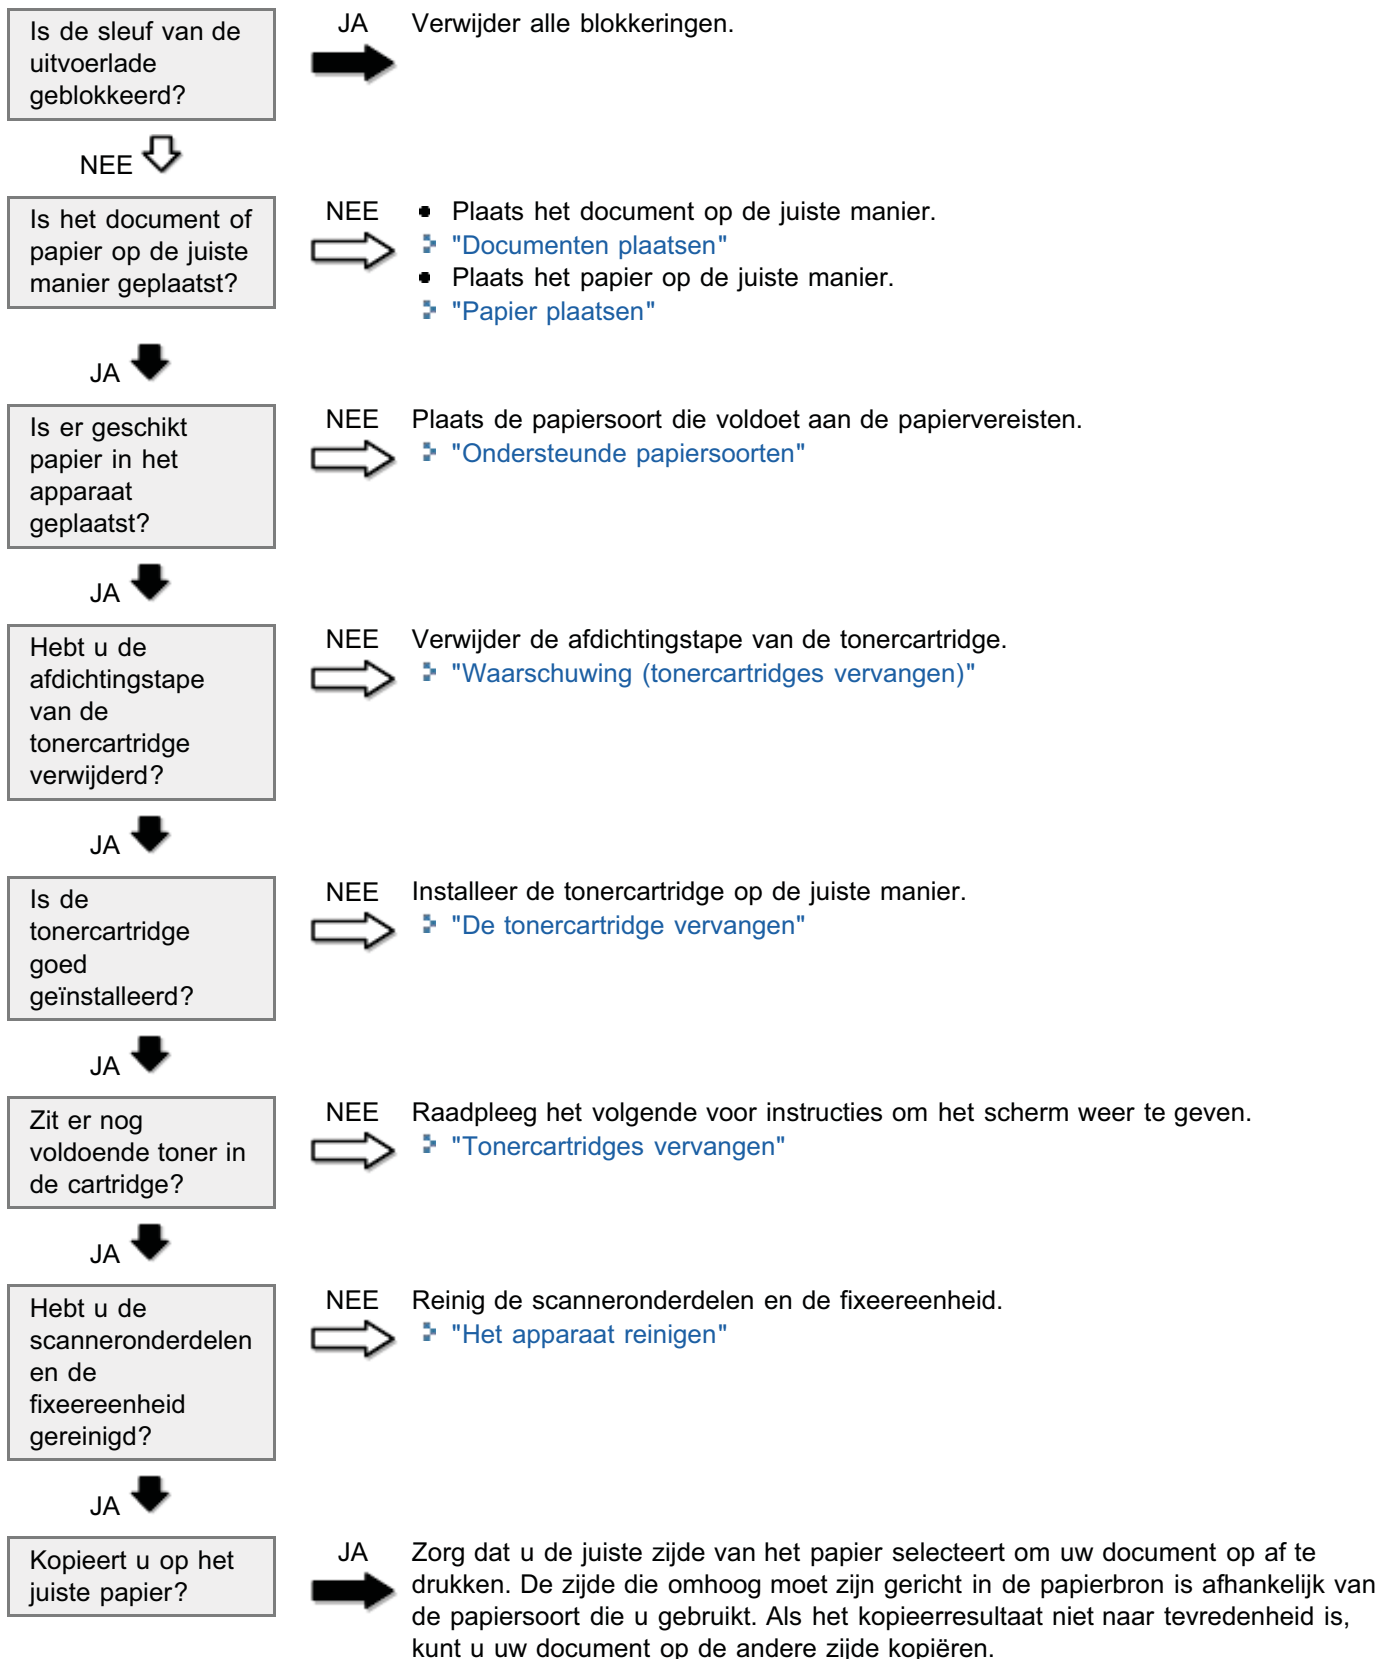 Is de sleuf van de
uitvoerlade
geblokkeerd?
JA
Verwijder alle blokkeringen.
NEE
Is het document of
papier op de juiste
manier geplaatst?
NEE
• Plaats het document op de juiste manier.
"Documenten plaatsen"
• Plaats het papier op de juiste manier.
"Papier plaatsen"
JA
Is er geschikt
papier in het
apparaat
geplaatst?
NEE
Plaats de papiersoort die voldoet aan de papiervereisten.
"Ondersteunde papiersoorten"
JA
Hebt u de
afdichtingstape
van de
tonercartridge
verwijderd?
NEE
Verwijder de afdichtingstape van de tonercartridge.
"Waarschuwing (tonercartridges vervangen)"
JA
Is de
tonercartridge
goed
geïnstalleerd?
NEE
Installeer de tonercartridge op de juiste manier.
"De tonercartridge vervangen"
JA
Zit er nog
voldoende toner in
de cartridge?
NEE
Raadpleeg het volgende voor instructies om het scherm weer te geven.
"Tonercartridges vervangen"
JA
Hebt u de
scanneronderdelen
en de
fixeereenheid
gereinigd?
NEE
Reinig de scanneronderdelen en de fixeereenheid.
"Het apparaat reinigen"
JA
Kopieert u op het
juiste papier?
JA
Zorg dat u de juiste zijde van het papier selecteert om uw document op af te
drukken. De zijde die omhoog moet zijn gericht in de papierbron is afhankelijk van
de papiersoort die u gebruikt. Als het kopieerresultaat niet naar tevredenheid is,
kunt u uw document op de andere zijde kopiëren.